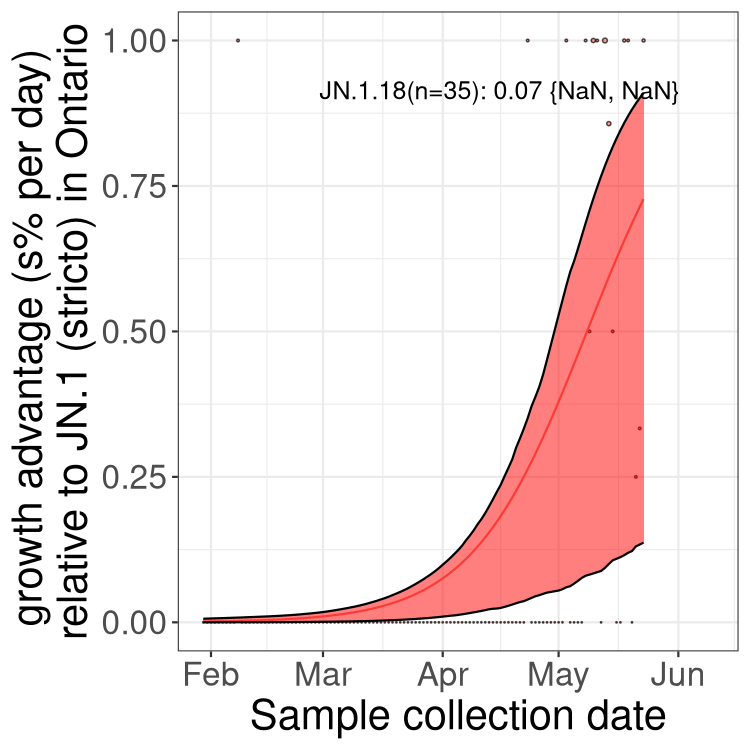 growth advantage (s% per day)
relative to JN.1 (stricto) in Ontario
1.00
0.75
0.50
0.25
0.00
JN.1.18(n=35): 0.07 {NaN, NaN}
Feb Mar Apr May Jun
Sample collection date